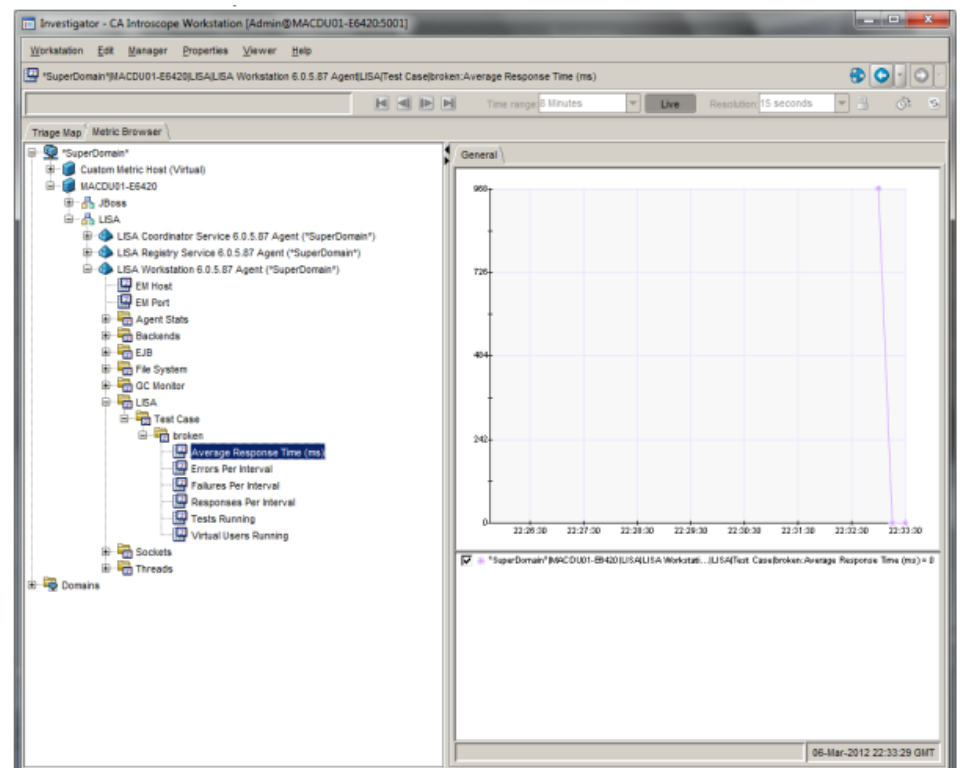 Investigator - CA Introscope Workstation [Admin@MACDU01-E6420:5001]
Workstation Edit Manager Properties Viewer Help
*SuperDomain*|MACDU01-E6420|LISA|LISA Workstation 6.0.5.87 Agent|LISA|Test Case|broken:Average Response Time (ms)
Time range: 8 Minutes Live Resolution: 15 seconds
Triage Map Metric Browser
*SuperDomain*
Custom Metric Host (Virtual)
MACDU01-E6420
JBoss
LISA
LISA Coordinator Service 6.0.5.87 Agent (*SuperDomain*)
LISA Registry Service 6.0.5.87 Agent (*SuperDomain*)
LISA Workstation 6.0.5.87 Agent (*SuperDomain*)
EM Host
EM Port
Agent Stats
Backends
EJB
File System
GC Monitor
LISA
Test Case
broken
Average Response Time (ms)
Errors Per Interval
Failures Per Interval
Responses Per Interval
Tests Running
Virtual Users Running
Sockets
Threads
Domains
General
726
242
0
22:26:30 22:27:30 22:28:30 22:29:30 22:30:30 22:31:30 22:32:30 22:33:30
*SuperDomain*|MACDU01-E6420|LISA|LISA Workstati...|LISA|Test Case|broken:Average Response Time (ms) = 0
06-Mar-2012 22:33:29 GMT